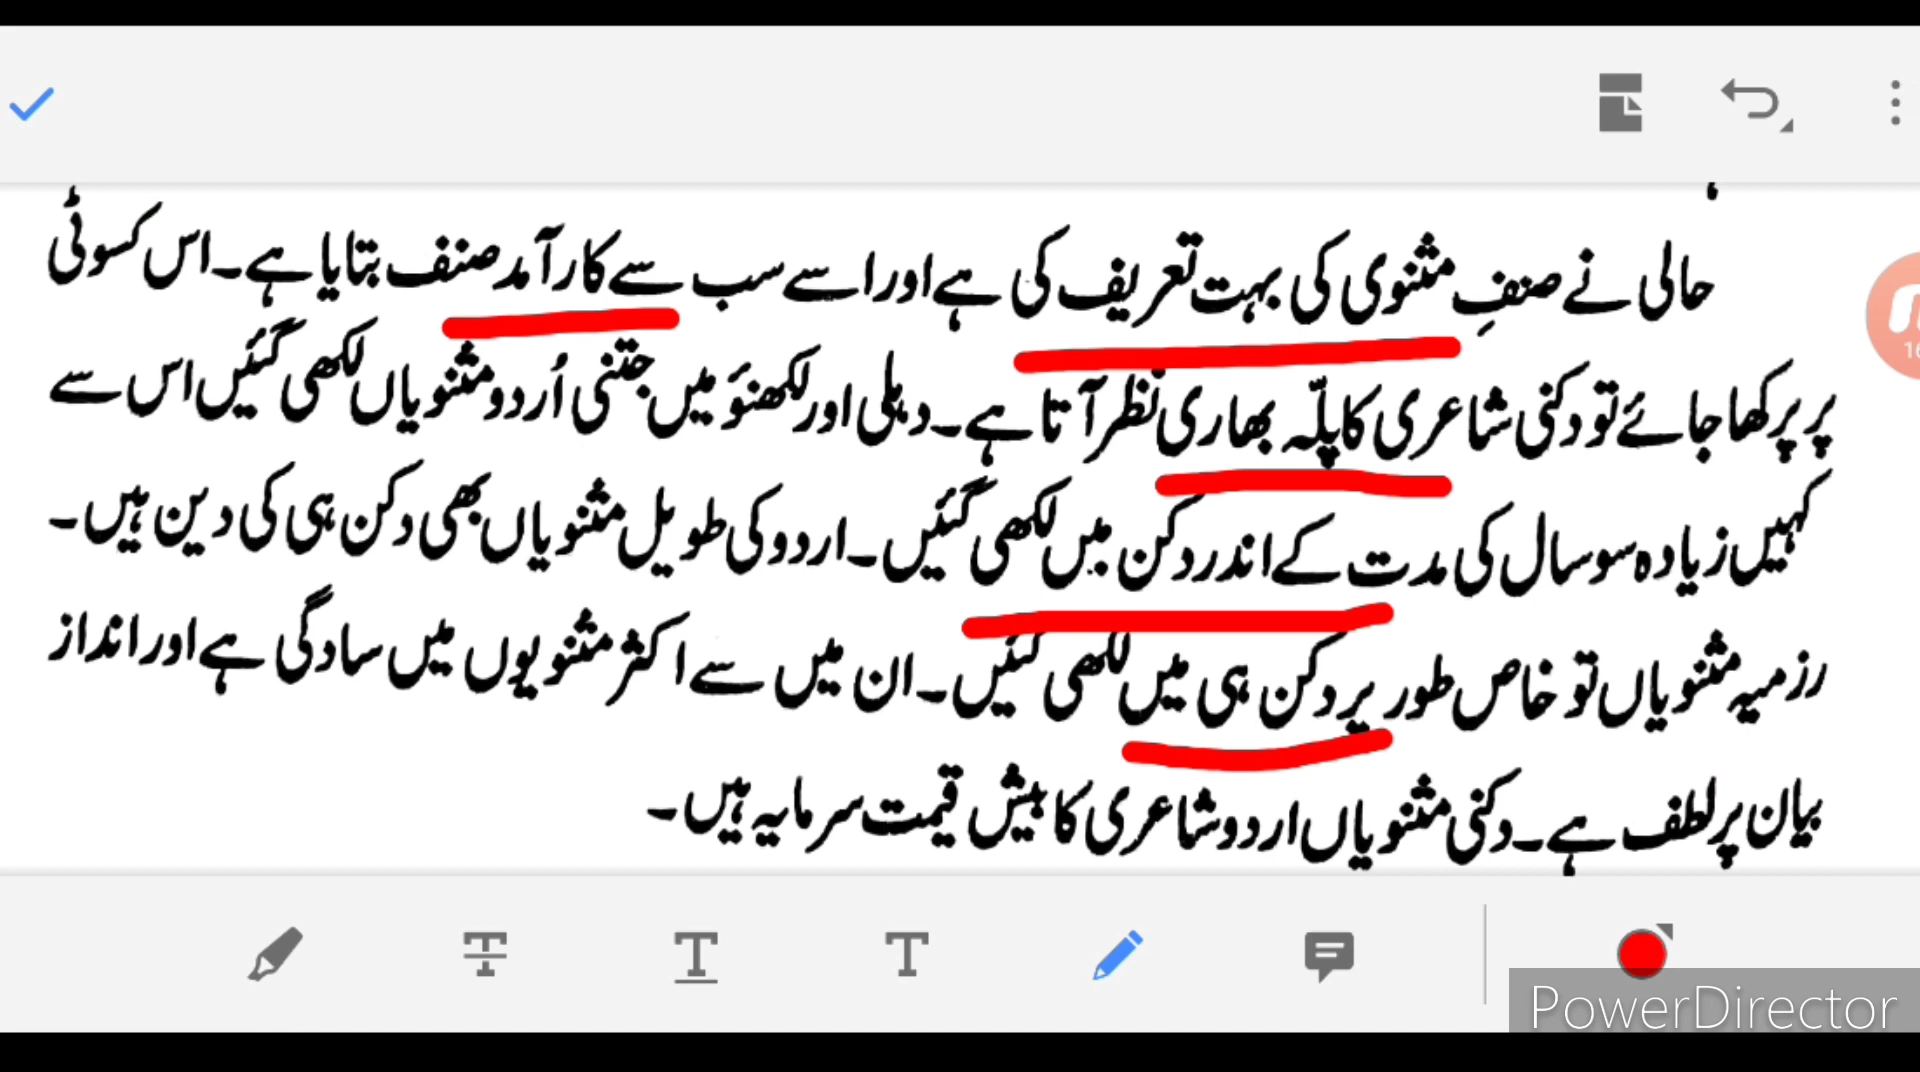 حالی نے صنفِ مثنوی کی بہت تعریف کی ہے اور اسے سب سے کارآمد صنف بتایا ہے۔ اس کسوٹی
پر پرکھا جائے تو دکنی شاعری کا پلّہ بھاری نظر آتا ہے۔ دہلی اور لکھنؤ میں جتنی اُردو مثنویاں لکھی گئیں اس سے
کہیں زیادہ سو سال کی مدت کے اندر دکن میں لکھی گئیں۔ اردو کی طویل مثنویاں بھی دکن ہی کی دین ہیں۔
رزمیہ مثنویاں تو خاص طور پر دکن ہی میں لکھی گئیں۔ ان میں سے اکثر مثنویوں میں سادگی ہے اور انداز
بیان پر لطف ہے۔ دکنی مثنویاں اردو شاعری کا بیش قیمت سرمایہ ہیں۔
T T T
PowerDirector